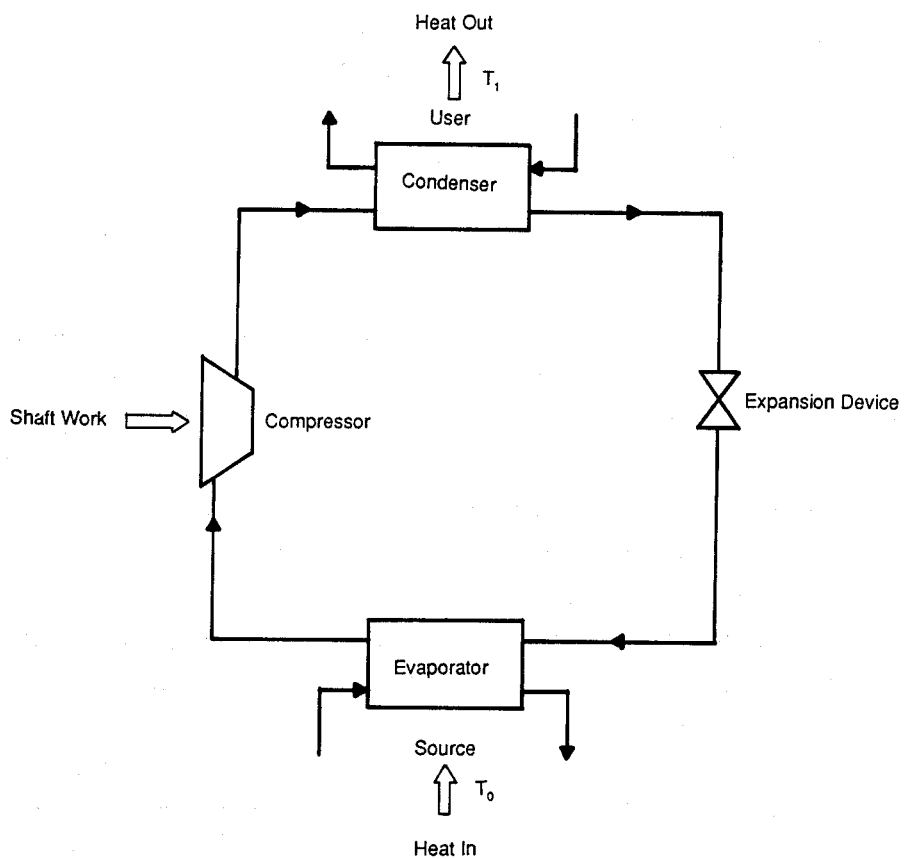 Heat Out
T₁
User
Condenser
Shaft Work
Compressor
Expansion Device
Evaporator
Source
T₀
Heat In